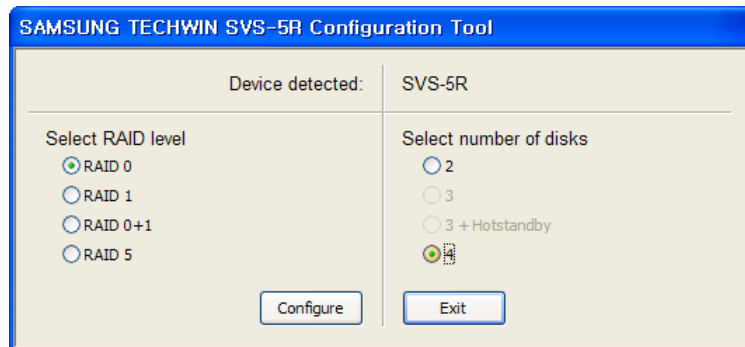 SAMSUNG TECHWIN SVS-5R Configuration Tool
Device detected: SVS-5R
Select RAID level
RAID 0
RAID 1
RAID 0+1
RAID 5
Select number of disks
2
3
3 + Hotstandby
4
Configure
Exit